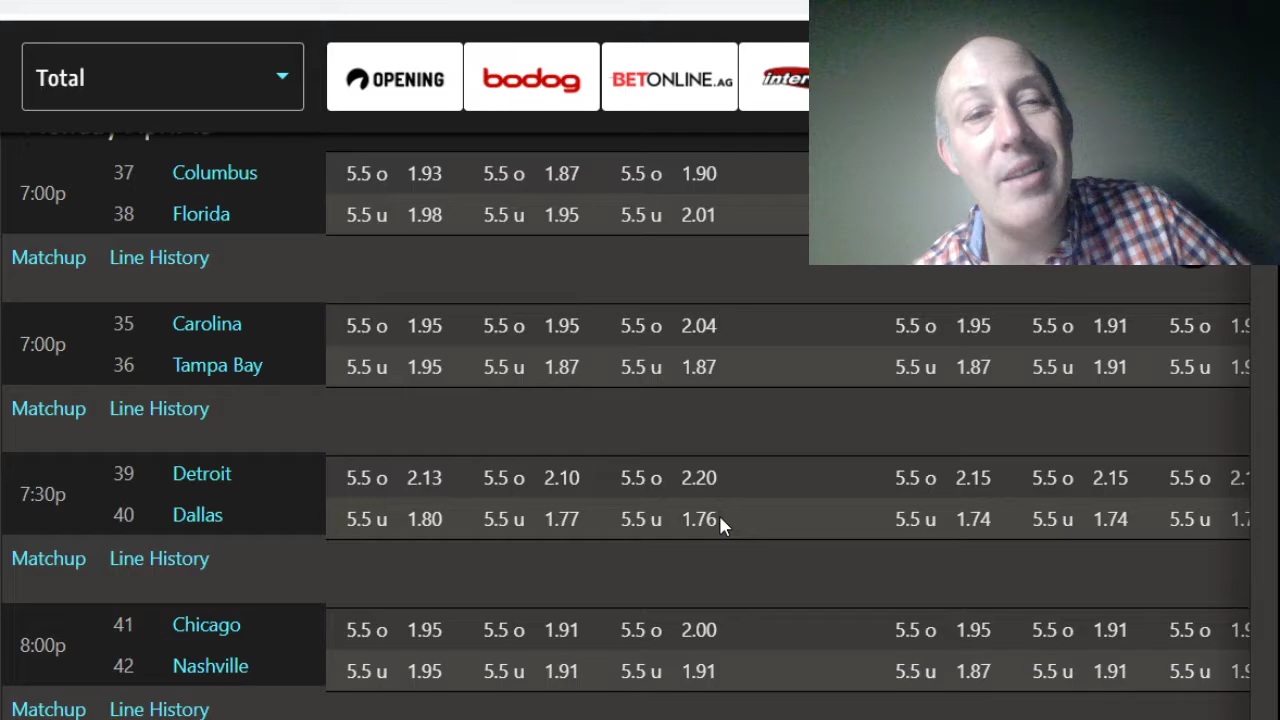 Total OPENING bodog BETONLINE.AG inter
7:00p
37 Columbus 5.5 o 1.93 5.5 o 1.87 5.5 o 1.90
38 Florida 5.5 u 1.98 5.5 u 1.95 5.5 u 2.01
Matchup Line History
7:00p
35 Carolina 5.5 o 1.95 5.5 o 1.95 5.5 o 2.04 5.5 o 1.95 5.5 o 1.91 5.5 o
36 Tampa Bay 5.5 u 1.95 5.5 u 1.87 5.5 u 1.87 5.5 u 1.87 5.5 u 1.91 5.5 u
Matchup Line History
7:30p
39 Detroit 5.5 o 2.13 5.5 o 2.10 5.5 o 2.20 5.5 o 2.15 5.5 o 2.15 5.5 o
40 Dallas 5.5 u 1.80 5.5 u 1.77 5.5 u 1.76 5.5 u 1.74 5.5 u 1.74 5.5 u
Matchup Line History
8:00p
41 Chicago 5.5 o 1.95 5.5 o 1.91 5.5 o 2.00 5.5 o 1.95 5.5 o 1.91 5.5 o
42 Nashville 5.5 u 1.95 5.5 u 1.91 5.5 u 1.91 5.5 u 1.87 5.5 u 1.91 5.5 u
Matchup Line History